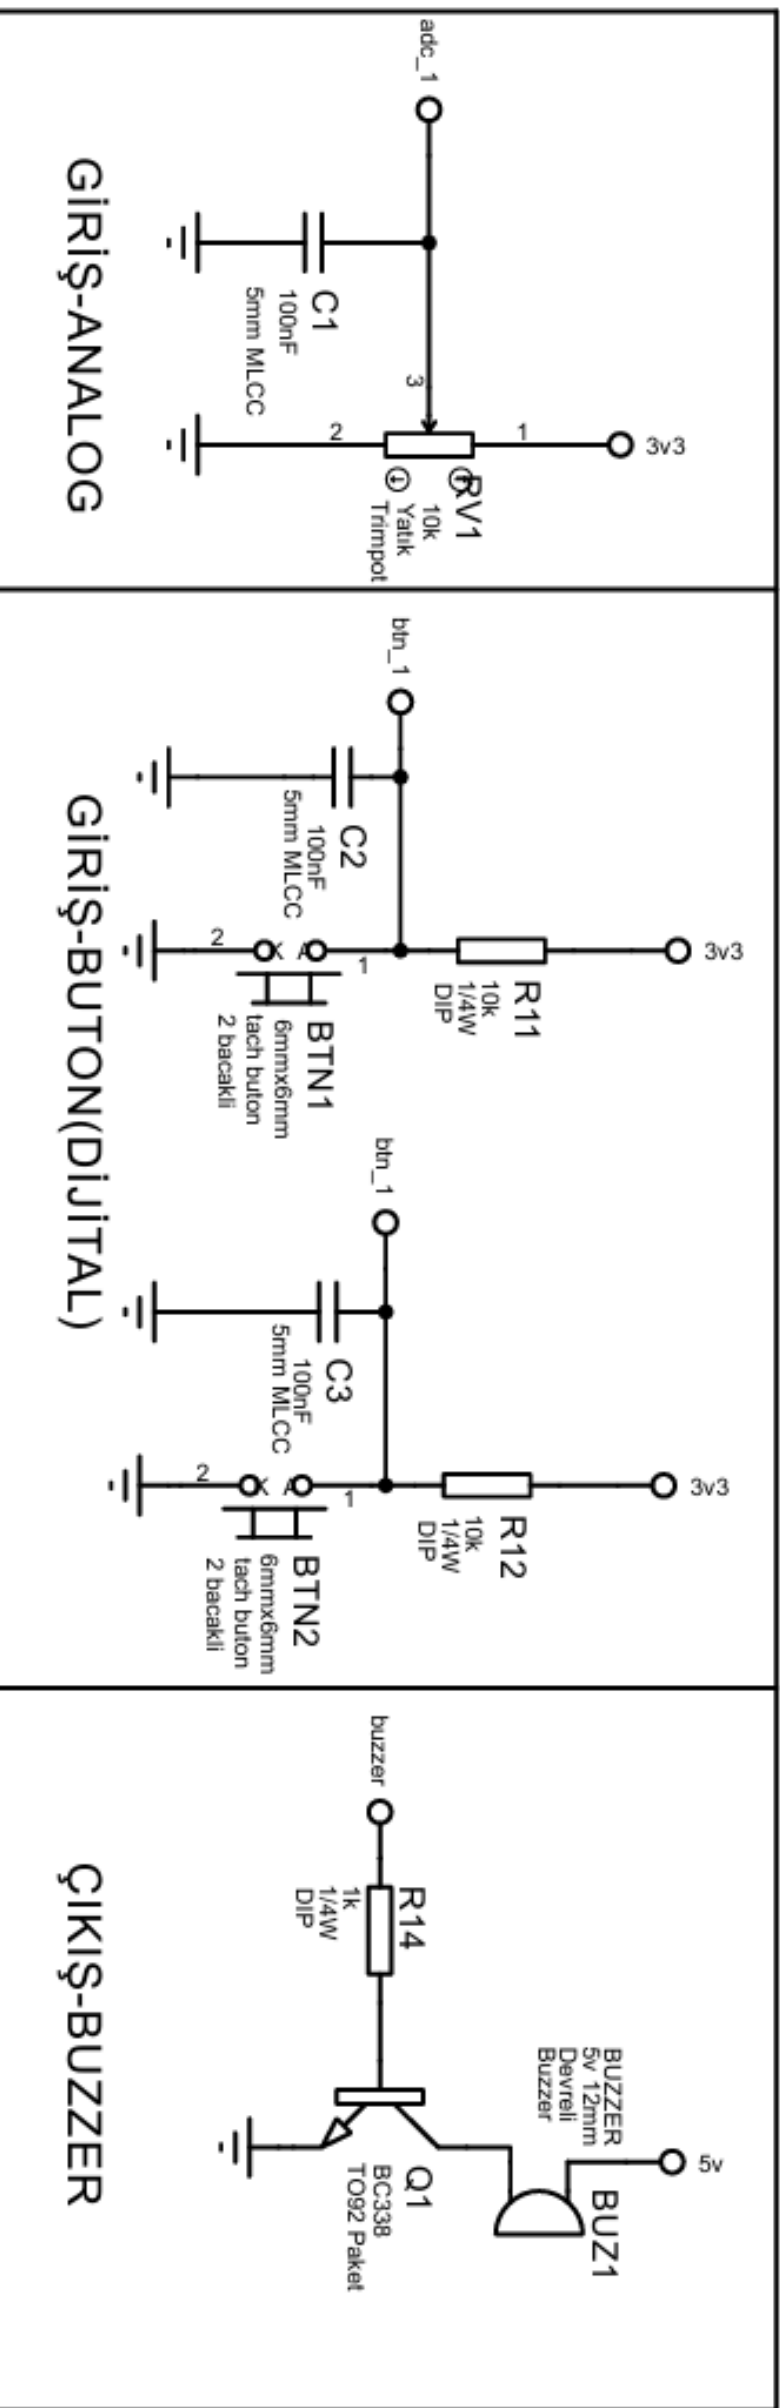 adc_1
C1
100nF
5mm MLCC
3
2
1
3v3
RV1
10k
Yatık
Trimpot
GİRİŞ-ANALOG
btn_1
C2
100nF
5mm MLCC
3v3
R11
10k
1/4W
DIP
1
2
A
K
BTN1
6mmx6mm
tach buton
2 bacakli
btn_1
C3
100nF
5mm MLCC
3v3
R12
10k
1/4W
DIP
1
2
A
K
BTN2
6mmx6mm
tach buton
2 bacakli
GİRİŞ-BUTON(DİJİTAL)
buzzer
R14
1k
1/4W
DIP
Q1
BC338
TO92 Paket
5v
BUZ1
BUZZER
5v 12mm
Devreli
Buzzer
ÇIKIŞ-BUZZER